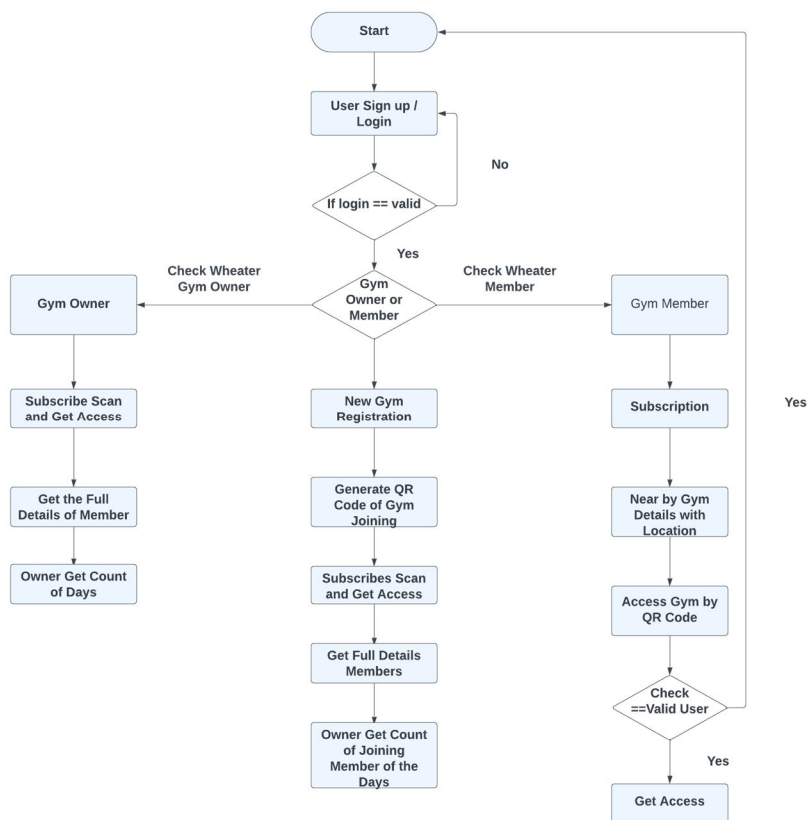 Start
User Sign up /
Login
No
If login == valid
Yes
Check Wheater
Gym Owner
Gym
Owner or
Member
Check Wheater
Member
Gym Owner
Gym Member
Subscribe Scan
and Get Access
New Gym
Registration
Subscription
Yes
Get the Full
Details of Member
Generate QR
Code of Gym
Joining
Near by Gym
Details with
Location
Owner Get Count
of Days
Subscribes Scan
and Get Access
Access Gym by
QR Code
Get Full Details
Members
Check
==Valid User
Owner Get Count
of Joining
Member of the
Days
Yes
Get Access